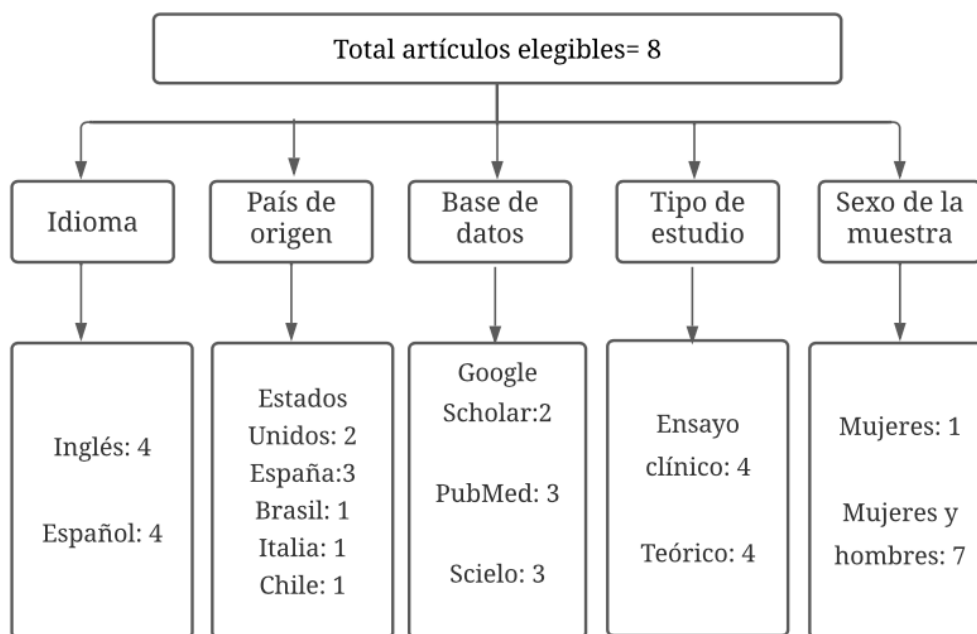 Total artículos elegibles= 8
Idioma
País de
origen
Base de
datos
Tipo de
estudio
Sexo de la
muestra
Inglés: 4
Español: 4
Estados
Unidos: 2
España:3
Brasil: 1
Italia: 1
Chile: 1
Google
Scholar:2
PubMed: 3
Scielo: 3
Ensayo
clínico: 4
Teórico: 4
Mujeres: 1
Mujeres y
hombres: 7